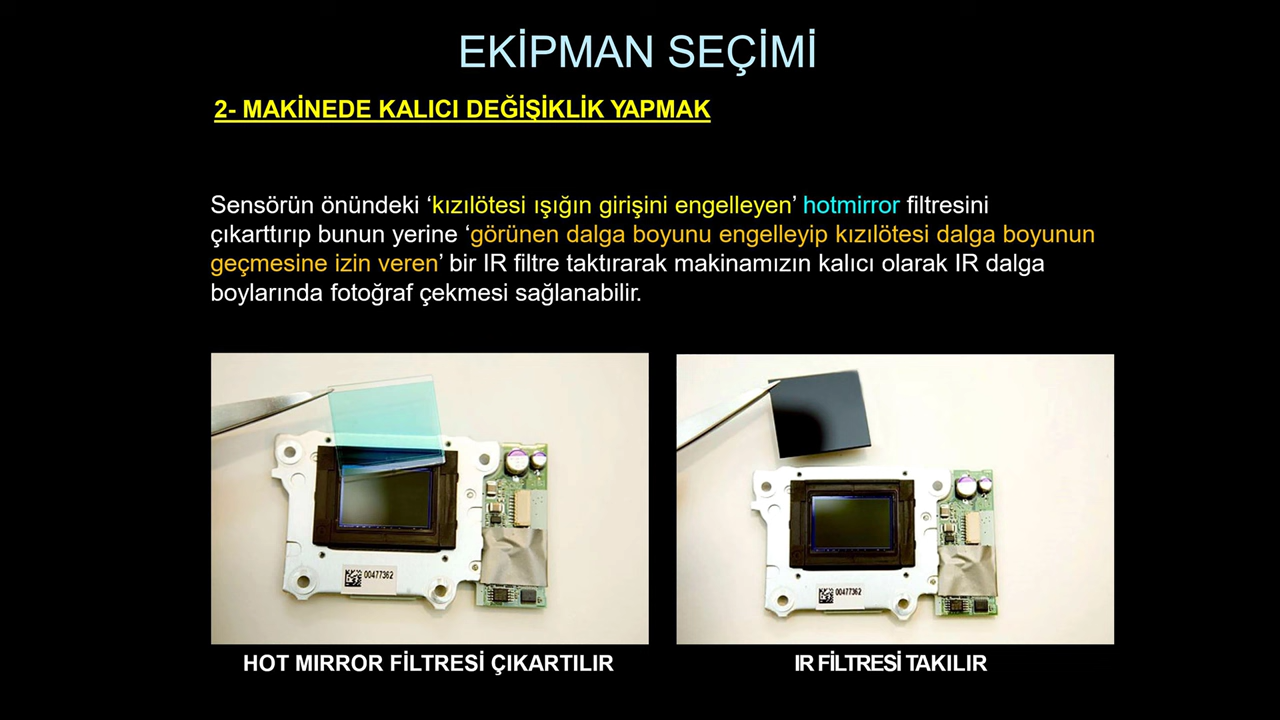 EKİPMAN SEÇİMİ
2- MAKİNEDE KALICI DEĞİŞİKLİK YAPMAK
Sensörün önündeki ‘kızılötesi ışığın girişini engelleyen’ hotmirror filtresini
çıkarttırıp bunun yerine ‘görünen dalga boyunu engelleyip kızılötesi dalga boyunun
geçmesine izin veren’ bir IR filtre taktırarak makinamızın kalıcı olarak IR dalga
boylarında fotoğraf çekmesi sağlanabilir.
00477362
00477362
HOT MIRROR FİLTRESİ ÇIKARTILIR
IR FİLTRESİ TAKILIR